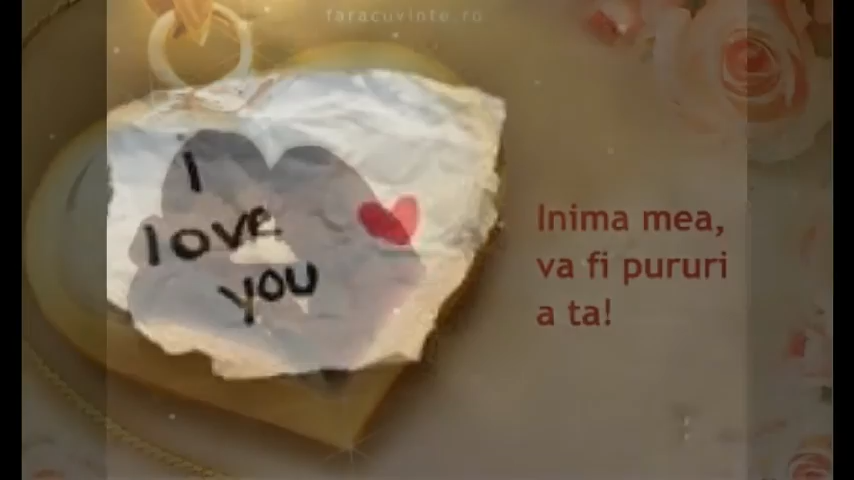 faracuvinte.ro
i
love
you
Inima mea,
va fi pururi
a ta!